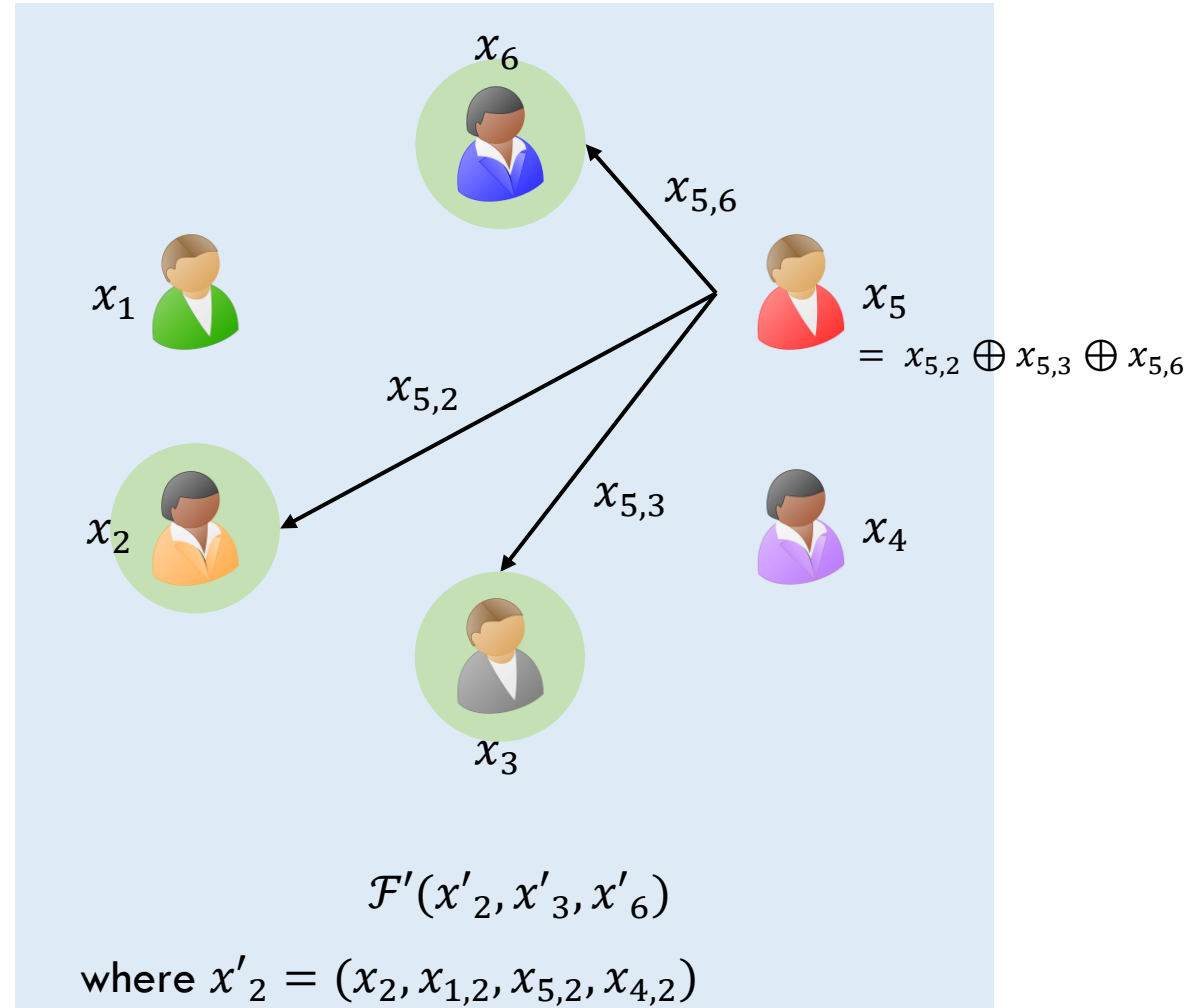 x₆
x₅,₆
x₁
x₅
= x₅,₂ ⊕ x₅,₃ ⊕ x₅,₆
x₅,₂
x₅,₃
x₂
x₄
x₃
ℱ′(x′₂, x′₃, x′₆)
where x′₂ = (x₂, x₁,₂, x₅,₂, x₄,₂)